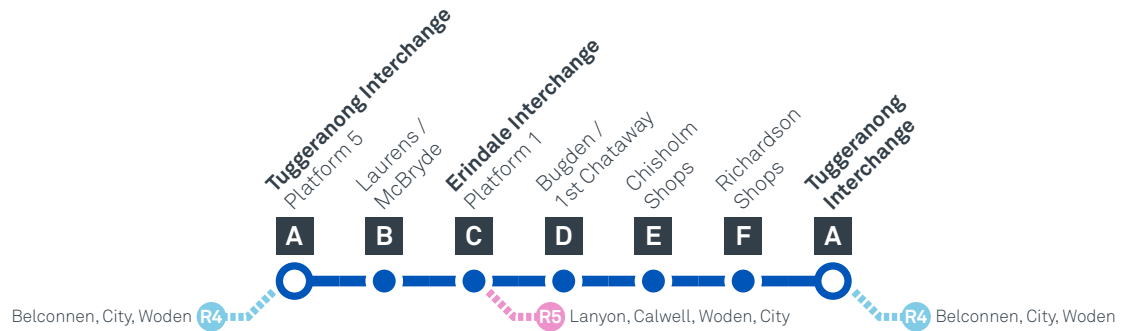 Tuggeranong Interchange
Platform 5
Laurens /
McBryde
Erindale Interchange
Platform 1
Bugden /
1st Chataway
Chisholm
Shops
Richardson
Shops
Tuggeranong
Interchange
A
B
C
D
E
F
A
Belconnen, City, Woden R4
R5 Lanyon, Calwell, Woden, City
R4 Belconnen, City, Woden